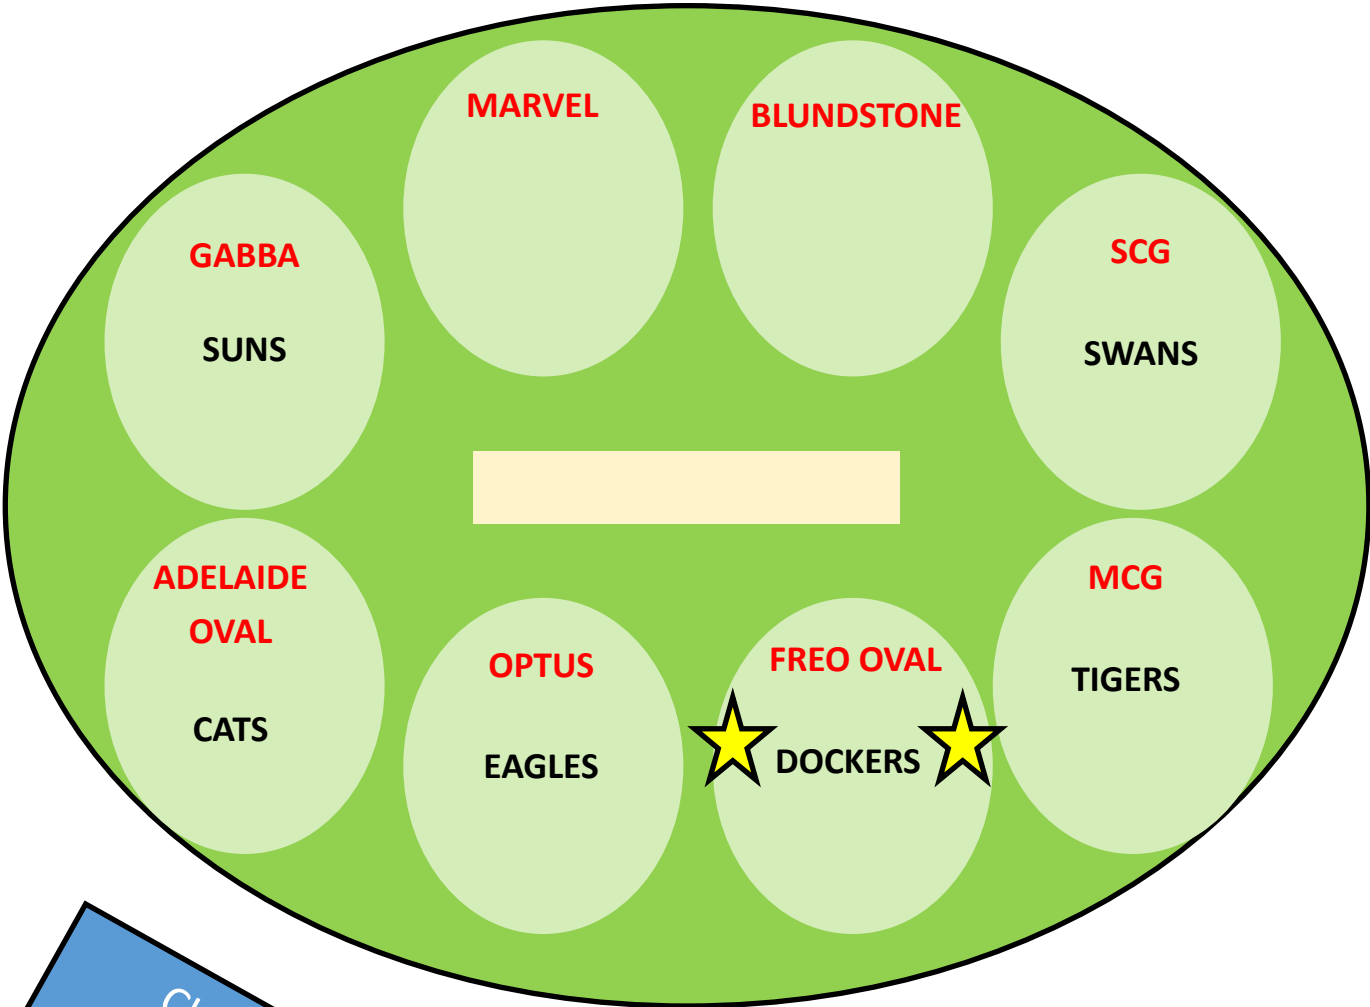 MARVEL
BLUNDSTONE
GABBA
SUNS
SCG
SWANS
ADELAIDE
OVAL
CATS
OPTUS
EAGLES
FREO OVAL
DOCKERS
MCG
TIGERS